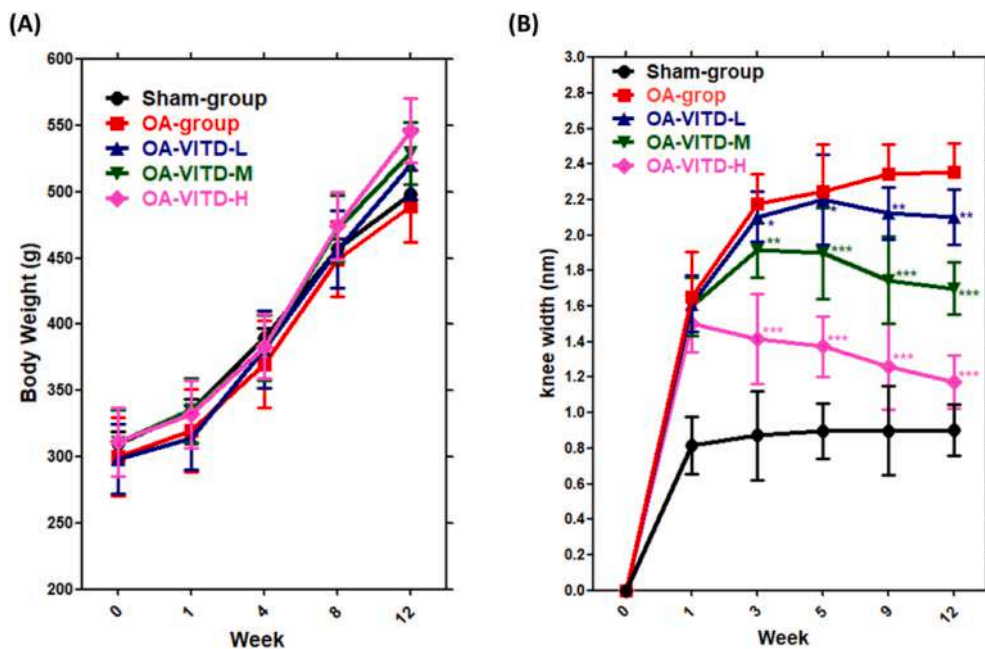 (A)
600
550
500
450
400
350
300
250
200
Body Weight (g)
Sham-group
OA-group
OA-VITD-L
OA-VITD-M
OA-VITD-H
0 1 4 8 12
Week
(B)
3.0
2.8
2.6
2.4
2.2
2.0
1.8
1.6
1.4
1.2
1.0
0.8
0.6
0.4
0.2
0.0
knee width (nm)
Sham-group
OA-grop
OA-VITD-L
OA-VITD-M
OA-VITD-H
* * ** **
** *** *** ***
*** *** *** ***
0 1 3 5 9 12
Week